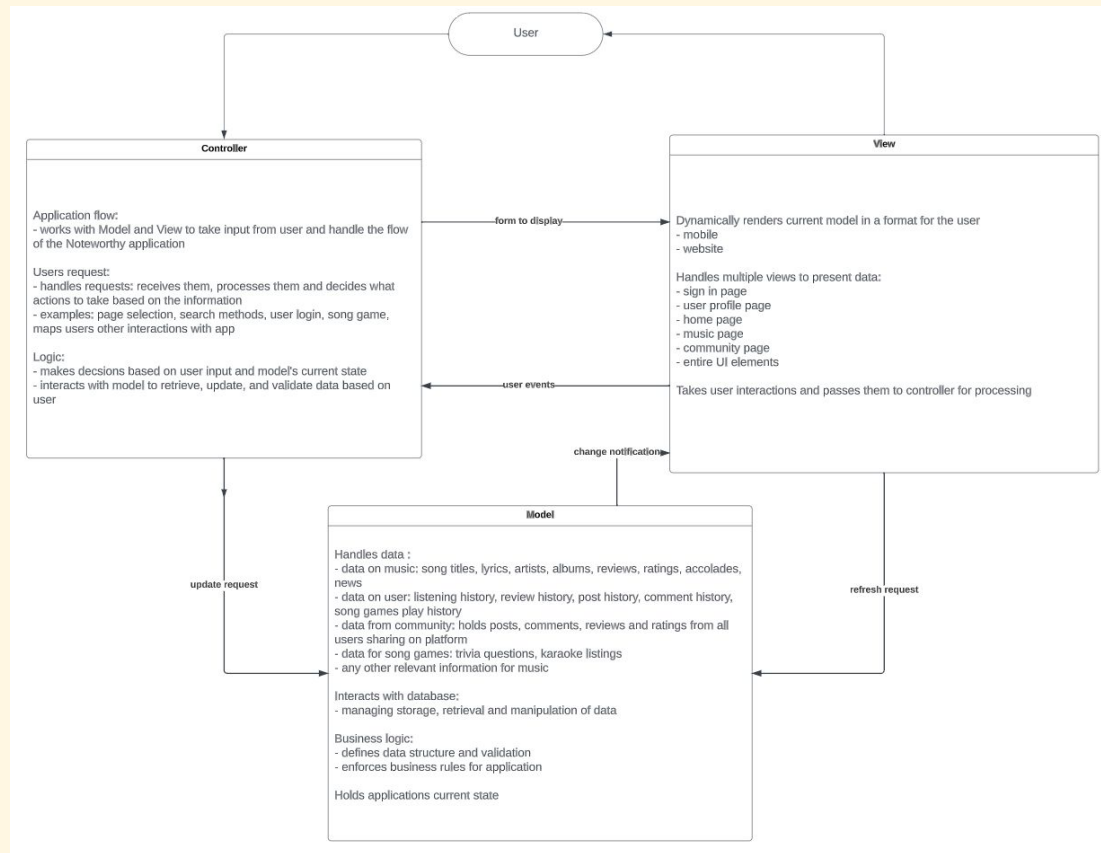 User
Controller
Application flow:
- works with Model and View to take input from user and handle the flow
of the Noteworthy application
Users request:
- handles requests: receives them, processes them and decides what
actions to take based on the information
- examples: page selection, search methods, user login, song game,
maps users other interactions with app
Logic:
- makes decsions based on user input and model's current state
- interacts with model to retrieve, update, and validate data based on
user
form to display
user events
View
Dynamically renders current model in a format for the user
- mobile
- website
Handles multiple views to present data:
- sign in page
- user profile page
- home page
- music page
- community page
- entire UI elements
Takes user interactions and passes them to controller for processing
change notification
update request
Model
Handles data :
- data on music: song titles, lyrics, artists, albums, reviews, ratings, accolades,
news
- data on user: listening history, review history, post history, comment history,
song games play history
- data from community: holds posts, comments, reviews and ratings from all
users sharing on platform
- data for song games: trivia questions, karaoke listings
- any other relevant information for music
Interacts with database:
- managing storage, retrieval and manipulation of data
Business logic:
- defines data structure and validation
- enforces business rules for application
Holds applications current state
refresh request